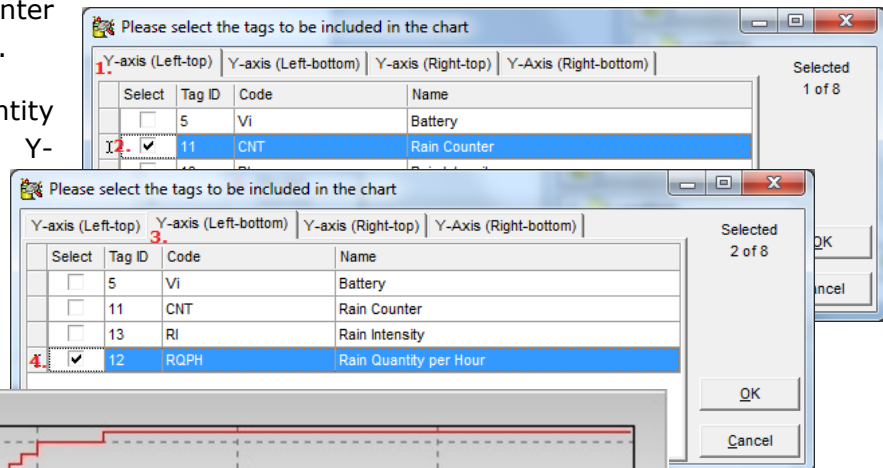 nter
.
ntity
Y-
Please select the tags to be included in the chart
1. Y-axis (Left-top) Y-axis (Left-bottom) Y-axis (Right-top) Y-Axis (Right-bottom)
Selected
1 of 8
Select Tag ID Code Name
5 Vi Battery
2. 11 CNT Rain Counter
OK
ncel
Please select the tags to be included in the chart
Y-axis (Left-top) Y-axis (Left-bottom) Y-axis (Right-top) Y-Axis (Right-bottom)
3.
Selected
2 of 8
Select Tag ID Code Name
5 Vi Battery
11 CNT Rain Counter
13 RI Rain Intensity
4. 12 RQPH Rain Quantity per Hour
OK
Cancel